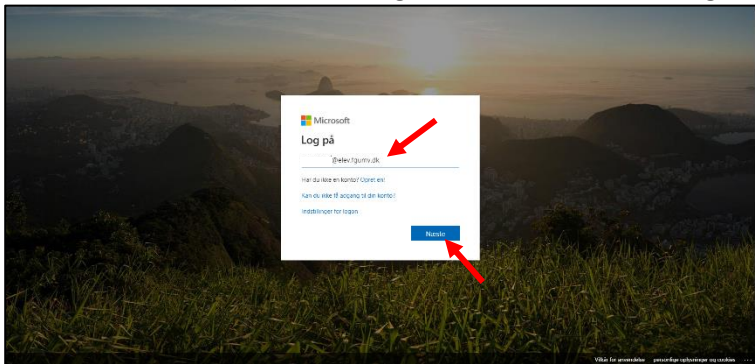 Microsoft
Log på
@elev.fgumv.dk
Har du ikke en konto? Opret en!
Kan du ikke få adgang til din konto?
Indstillinger for logon
Næste
Vilkår for anvendelse personlige oplysninger og cookies ...